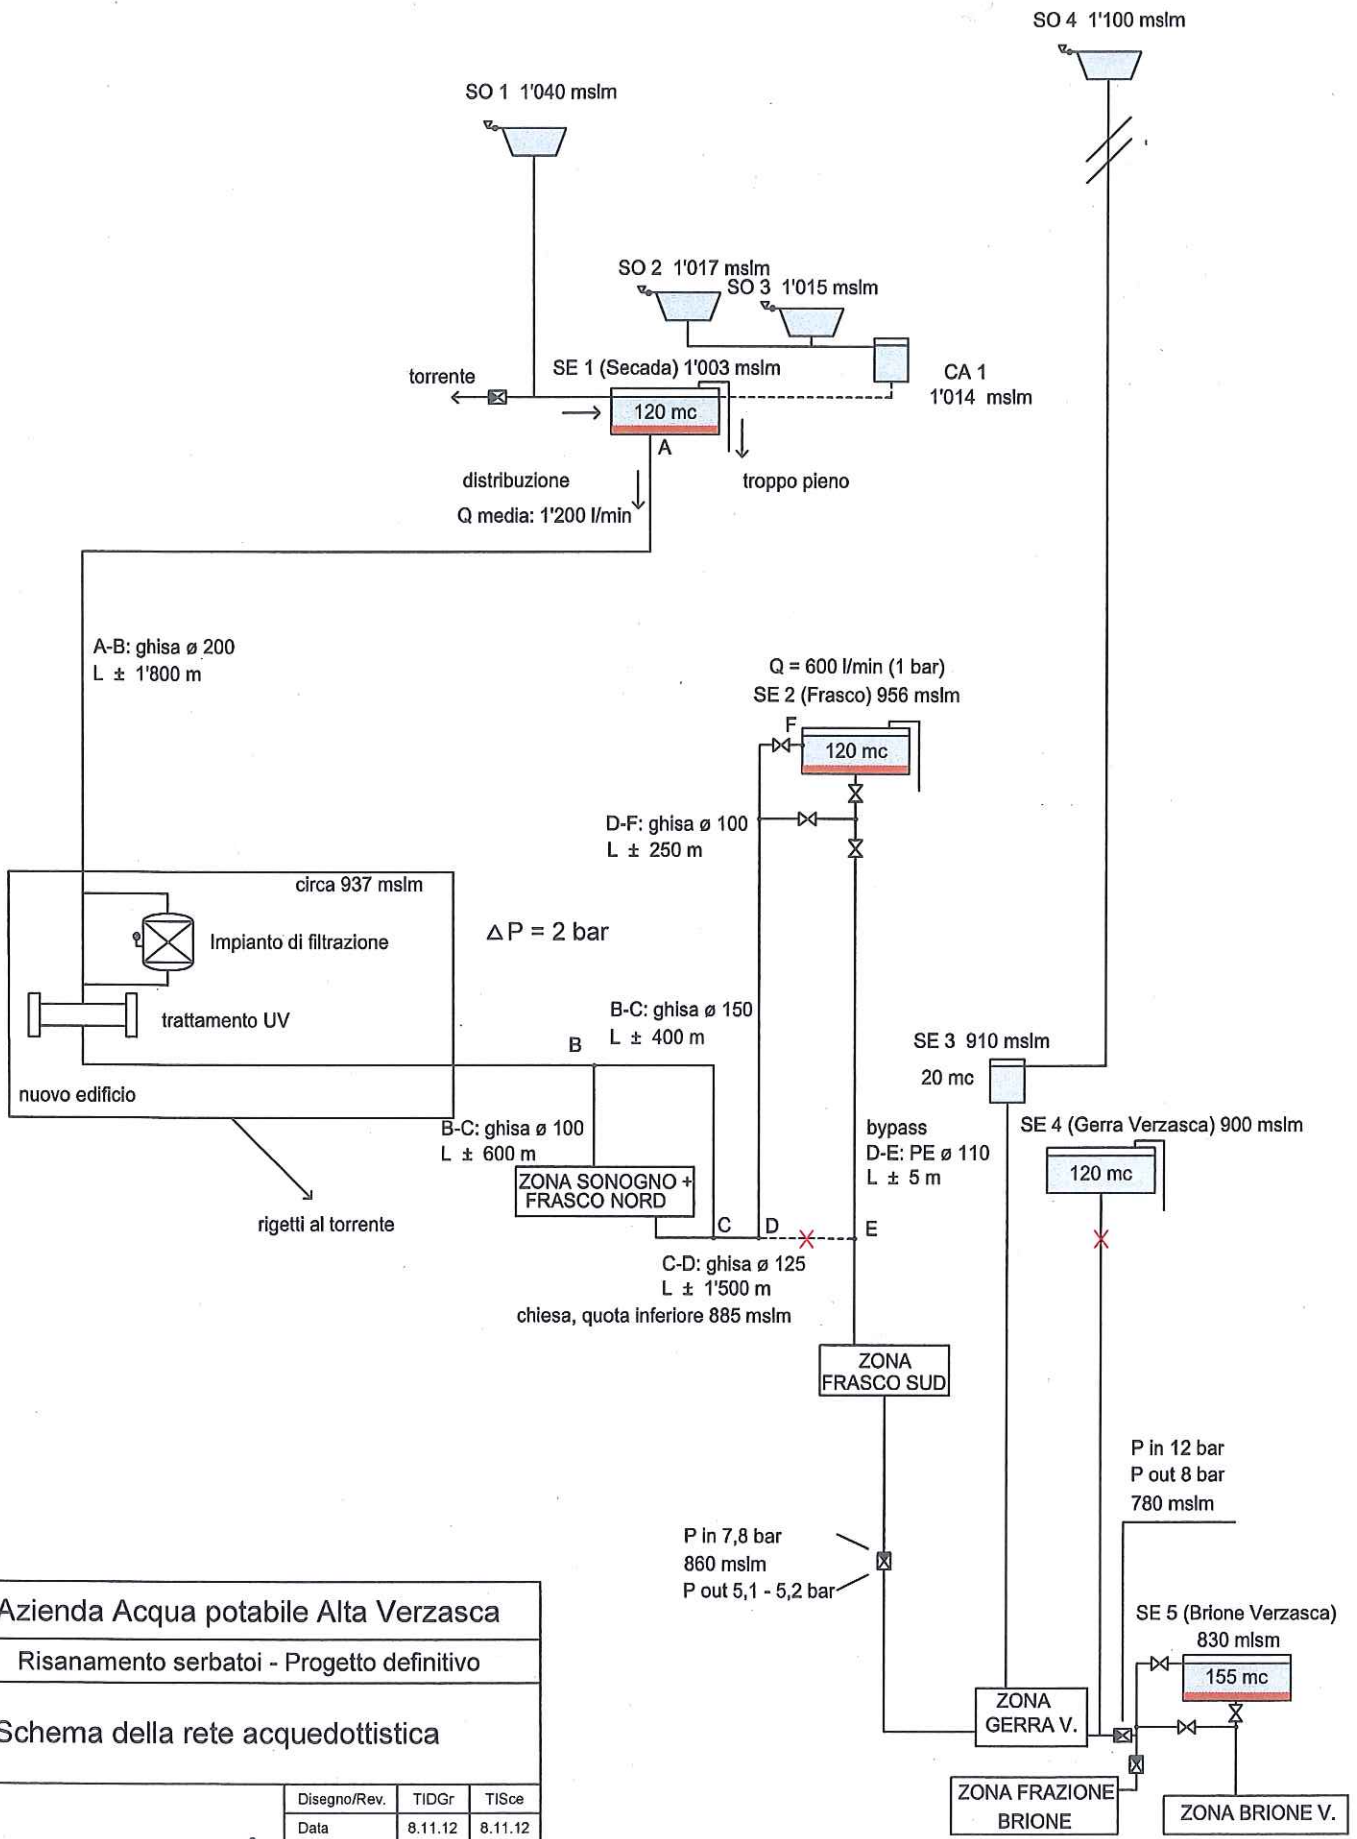 SO 4 1'100 mslm
SO 1 1'040 mslm
SO 2 1'017 mslm
SO 3 1'015 mslm
SE 1 (Secada) 1'003 mslm
CA 1
1'014 mslm
torrente
120 mc
A
distribuzione
Q media: 1'200 l/min
troppo pieno
A-B: ghisa ø 200
L ± 1'800 m
Q = 600 l/min (1 bar)
SE 2 (Frasco) 956 mslm
F
120 mc
D-F: ghisa ø 100
L ± 250 m
circa 937 mslm
Impianto di filtrazione
△ P = 2 bar
trattamento UV
nuovo edificio
rigetti al torrente
B
B-C: ghisa ø 150
L ± 400 m
B-C: ghisa ø 100
L ± 600 m
ZONA SONOGNO +
FRASCO NORD
C
D
E
C-D: ghisa ø 125
L ± 1'500 m
chiesa, quota inferiore 885 mslm
bypass
D-E: PE ø 110
L ± 5 m
SE 3 910 mslm
20 mc
SE 4 (Gerra Verzasca) 900 mslm
120 mc
ZONA
FRASCO SUD
P in 12 bar
P out 8 bar
780 mslm
P in 7,8 bar
860 mslm
P out 5,1 - 5,2 bar
SE 5 (Brione Verzasca)
830 mlsm
155 mc
ZONA
GERRA V.
ZONA FRAZIONE
BRIONE
ZONA BRIONE V.
Azienda Acqua potabile Alta Verzasca
Risanamento serbatoi - Progetto definitivo
Schema della rete acquedottistica
Disegno/Rev. TIDGr TISce
Data 8.11.12 8.11.12